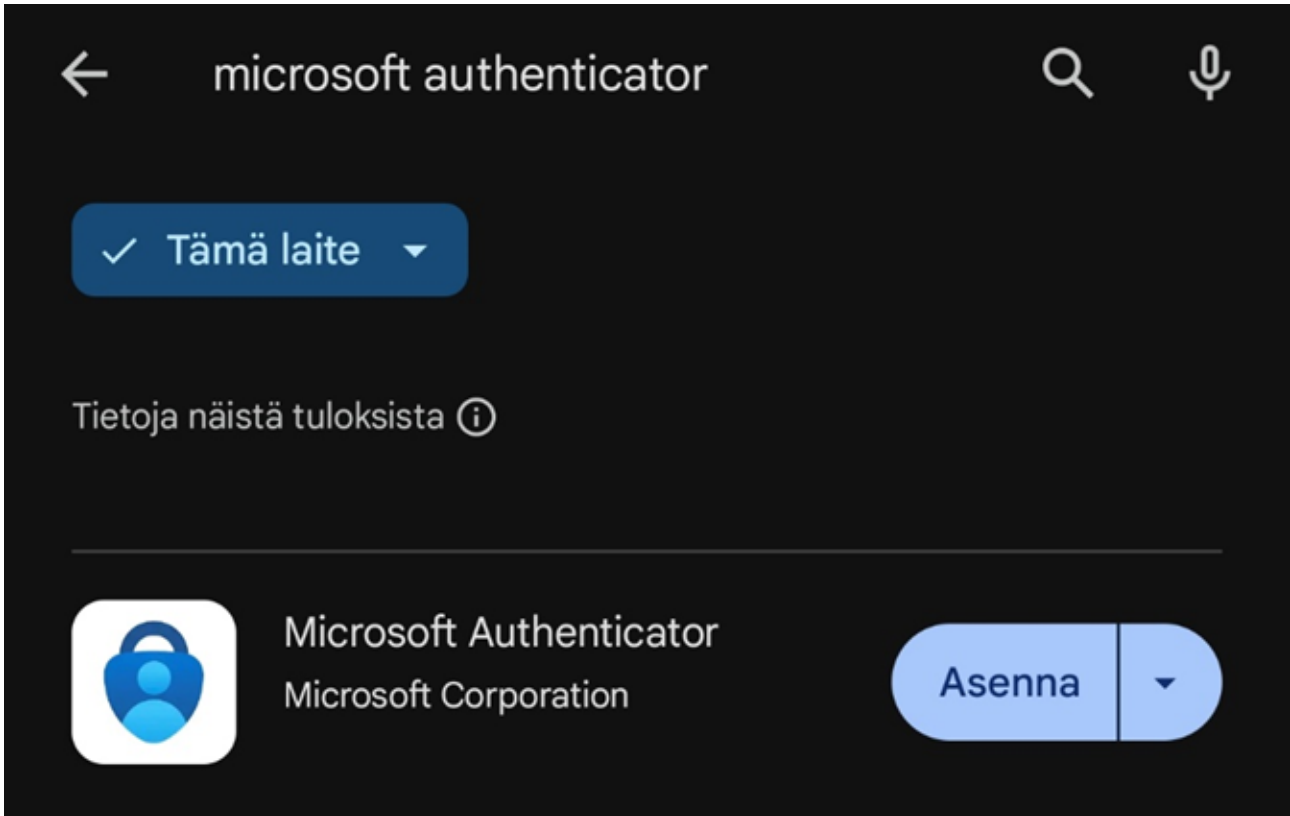 microsoft authenticator
Tämä laite
Tietoja näistä tuloksista
Microsoft Authenticator
Microsoft Corporation
Asenna